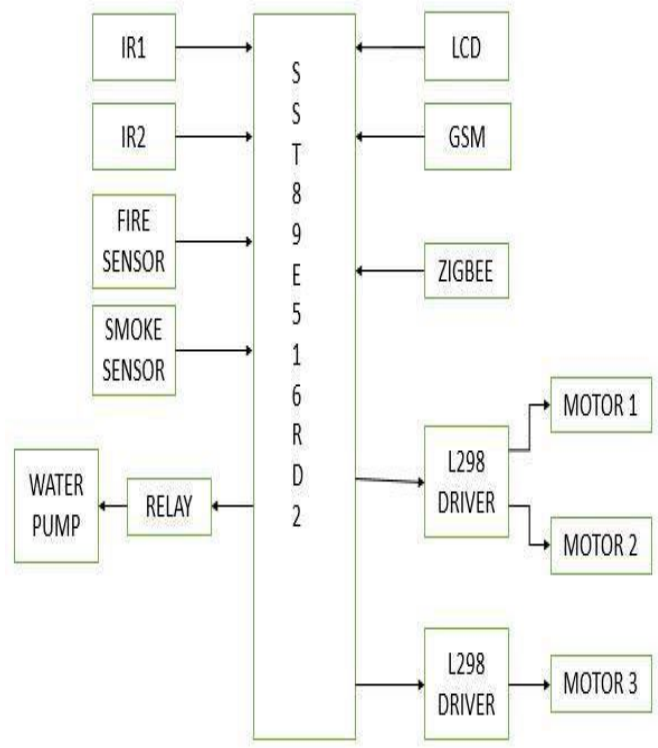 IR1
IR2
FIRE
SENSOR
SMOKE
SENSOR
WATER
PUMP
RELAY
S
S
T
8
9
E
5
1
6
R
D
2
LCD
GSM
ZIGBEE
L298
DRIVER
MOTOR 1
MOTOR 2
L298
DRIVER
MOTOR 3